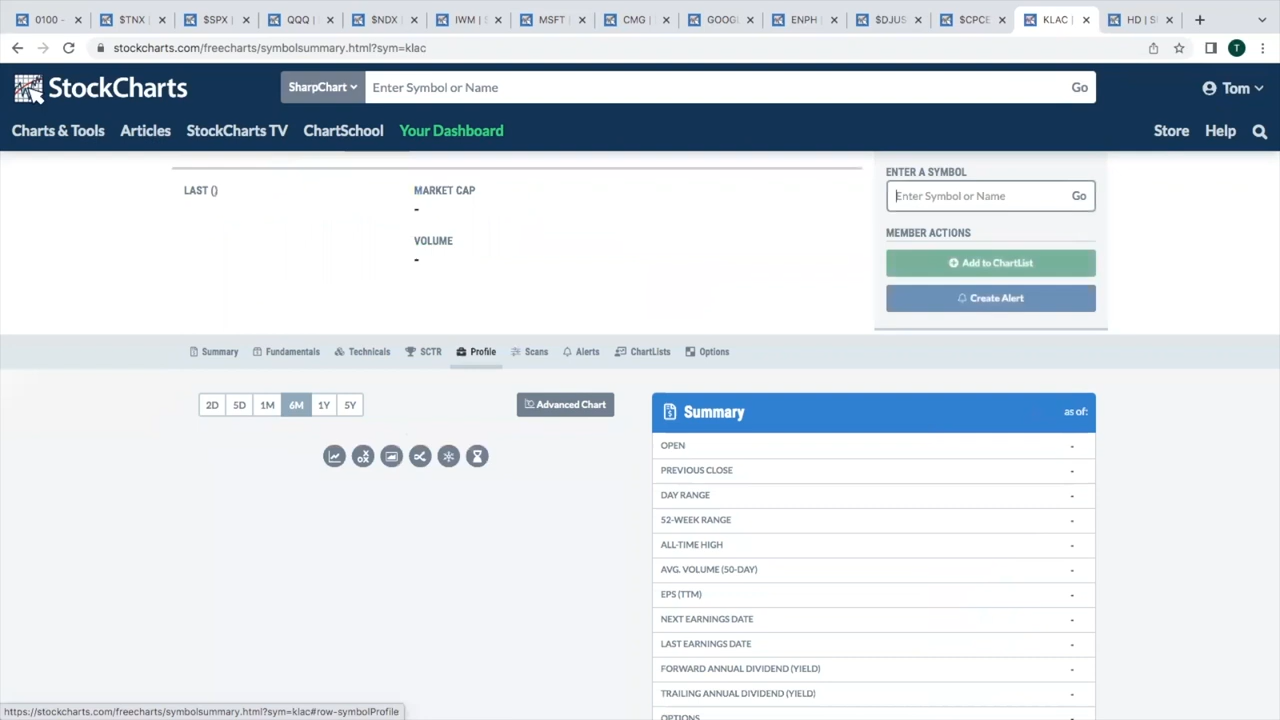 0100 -
$TNX |
$SPX |
QQQ |
$NDX
IWM |
MSFT
CMG |
GOOGL
ENPH
$DJUS
$CPCE
KLAC |
HD | S
stockcharts.com/freecharts/symbolsummary.html?sym=klac
T
StockCharts
SharpChart
Enter Symbol or Name
Go
Tom
Charts & Tools
Articles
StockCharts TV
ChartSchool
Your Dashboard
Store
Help
LAST ()
MARKET CAP
-
VOLUME
-
ENTER A SYMBOL
Enter Symbol or Name
Go
MEMBER ACTIONS
Add to ChartList
Create Alert
Summary
Fundamentals
Technicals
SCTR
Profile
Scans
Alerts
ChartLists
Options
2D
5D
1M
6M
1Y
5Y
Advanced Chart
Summary
as of:
OPEN -
PREVIOUS CLOSE -
DAY RANGE -
52-WEEK RANGE -
ALL-TIME HIGH -
AVG. VOLUME (50-DAY) -
EPS (TTM) -
NEXT EARNINGS DATE -
LAST EARNINGS DATE -
FORWARD ANNUAL DIVIDEND (YIELD) -
TRAILING ANNUAL DIVIDEND (YIELD) -
OPTIONS -
https://stockcharts.com/freecharts/symbolsummary.html?sym=klac#row-symbolProfile